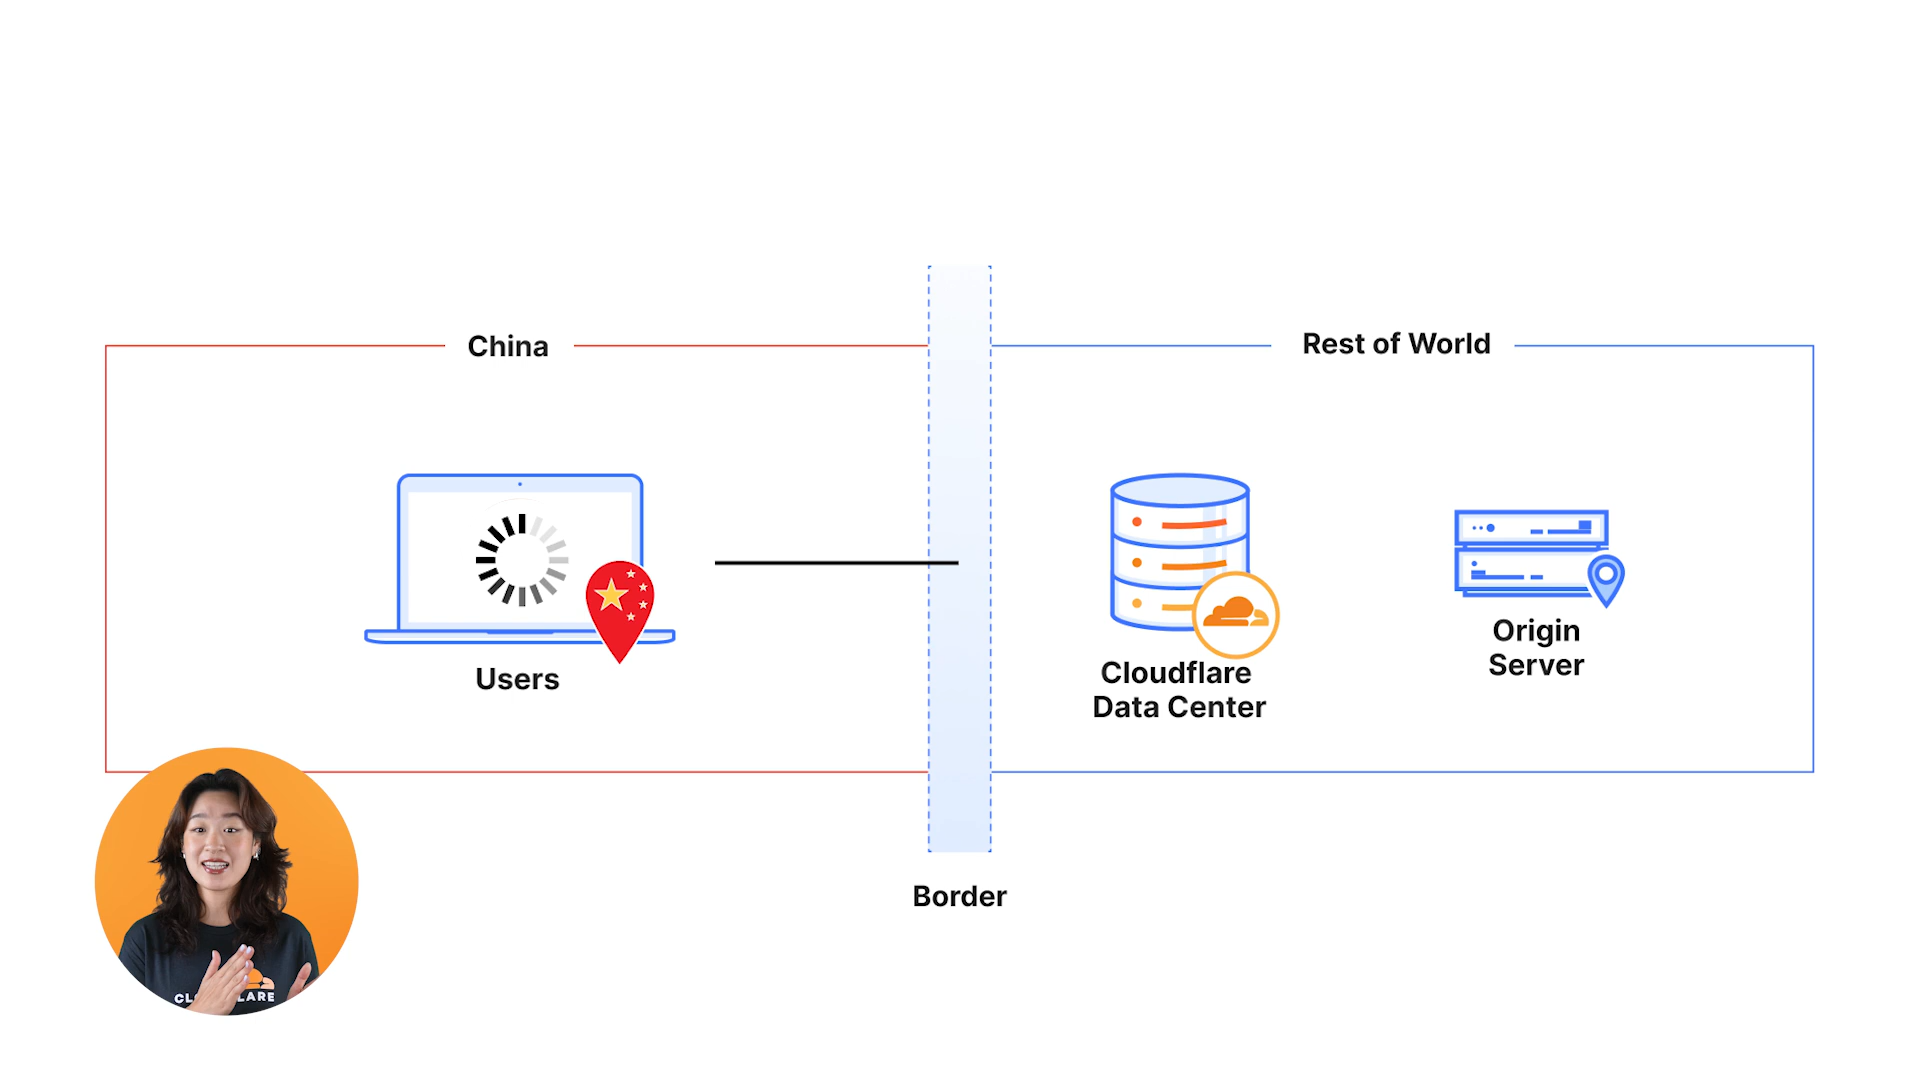 China
Rest of World
Users
Cloudflare
Data Center
Origin
Server
Border